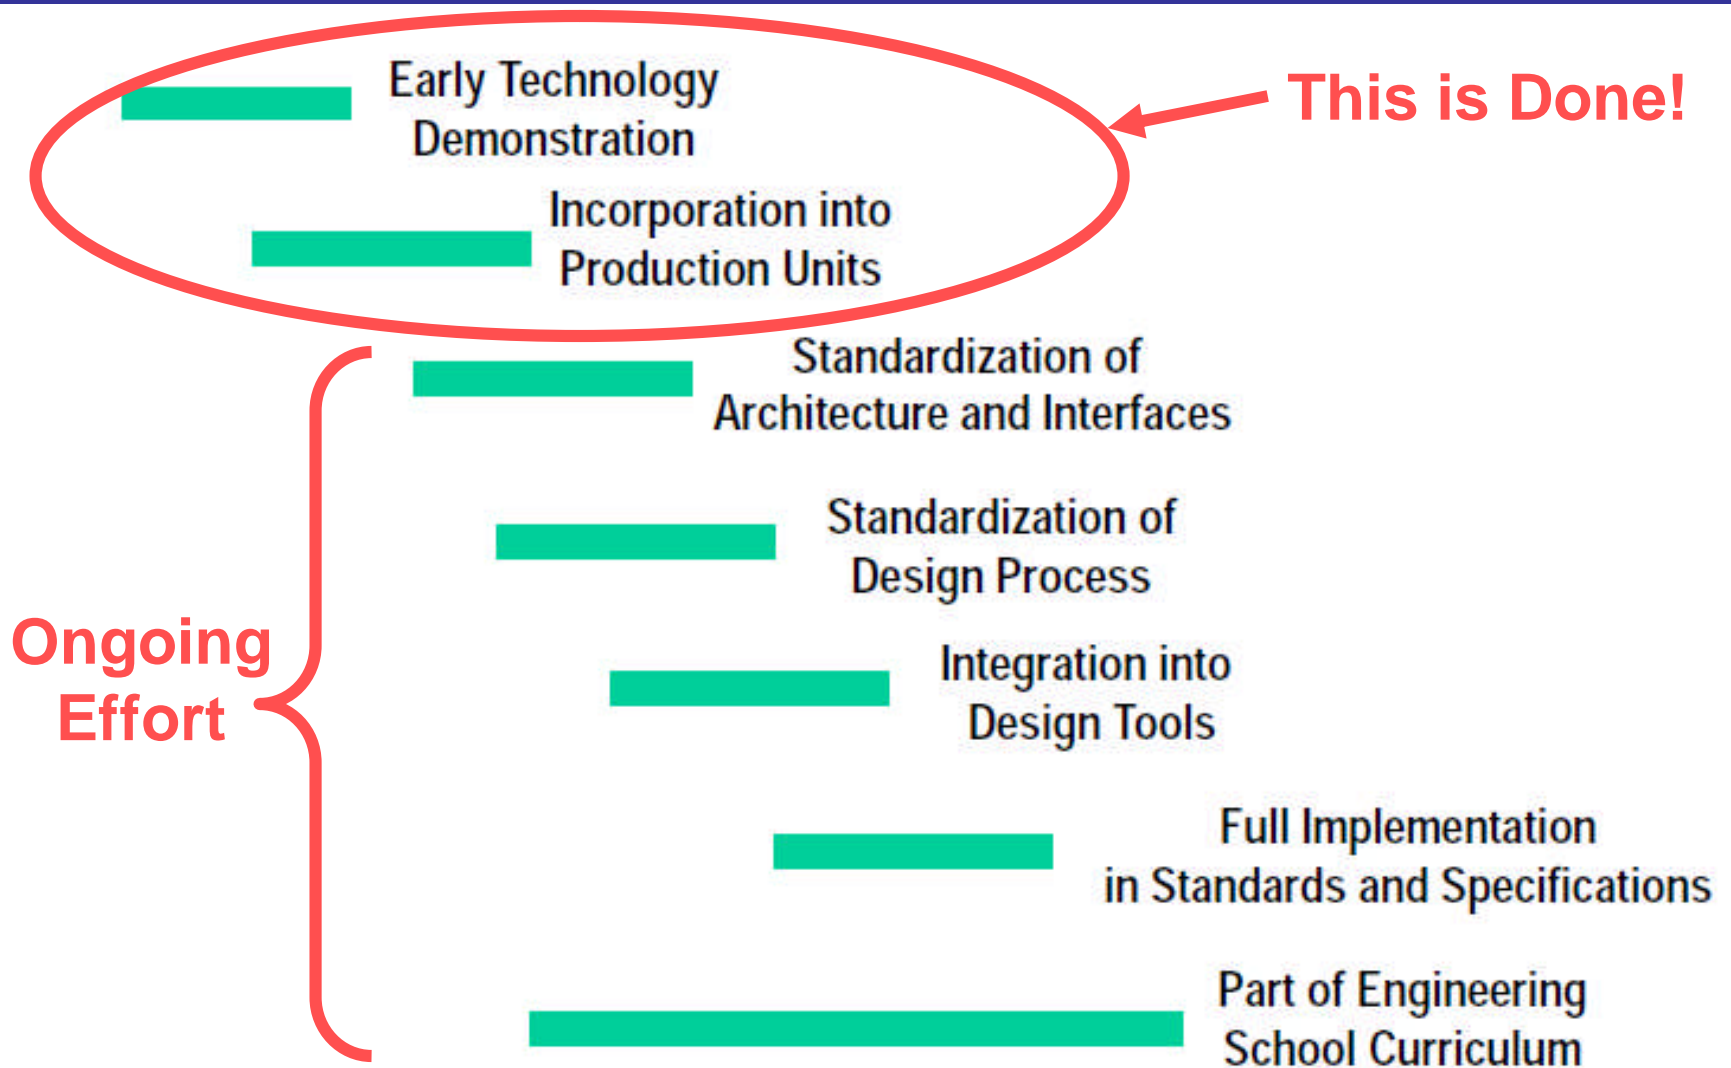 Early Technology
Demonstration
This is Done!
Incorporation into
Production Units
Standardization of
Architecture and Interfaces
Standardization of
Design Process
Ongoing
Effort
Integration into
Design Tools
Full Implementation
in Standards and Specifications
Part of Engineering
School Curriculum